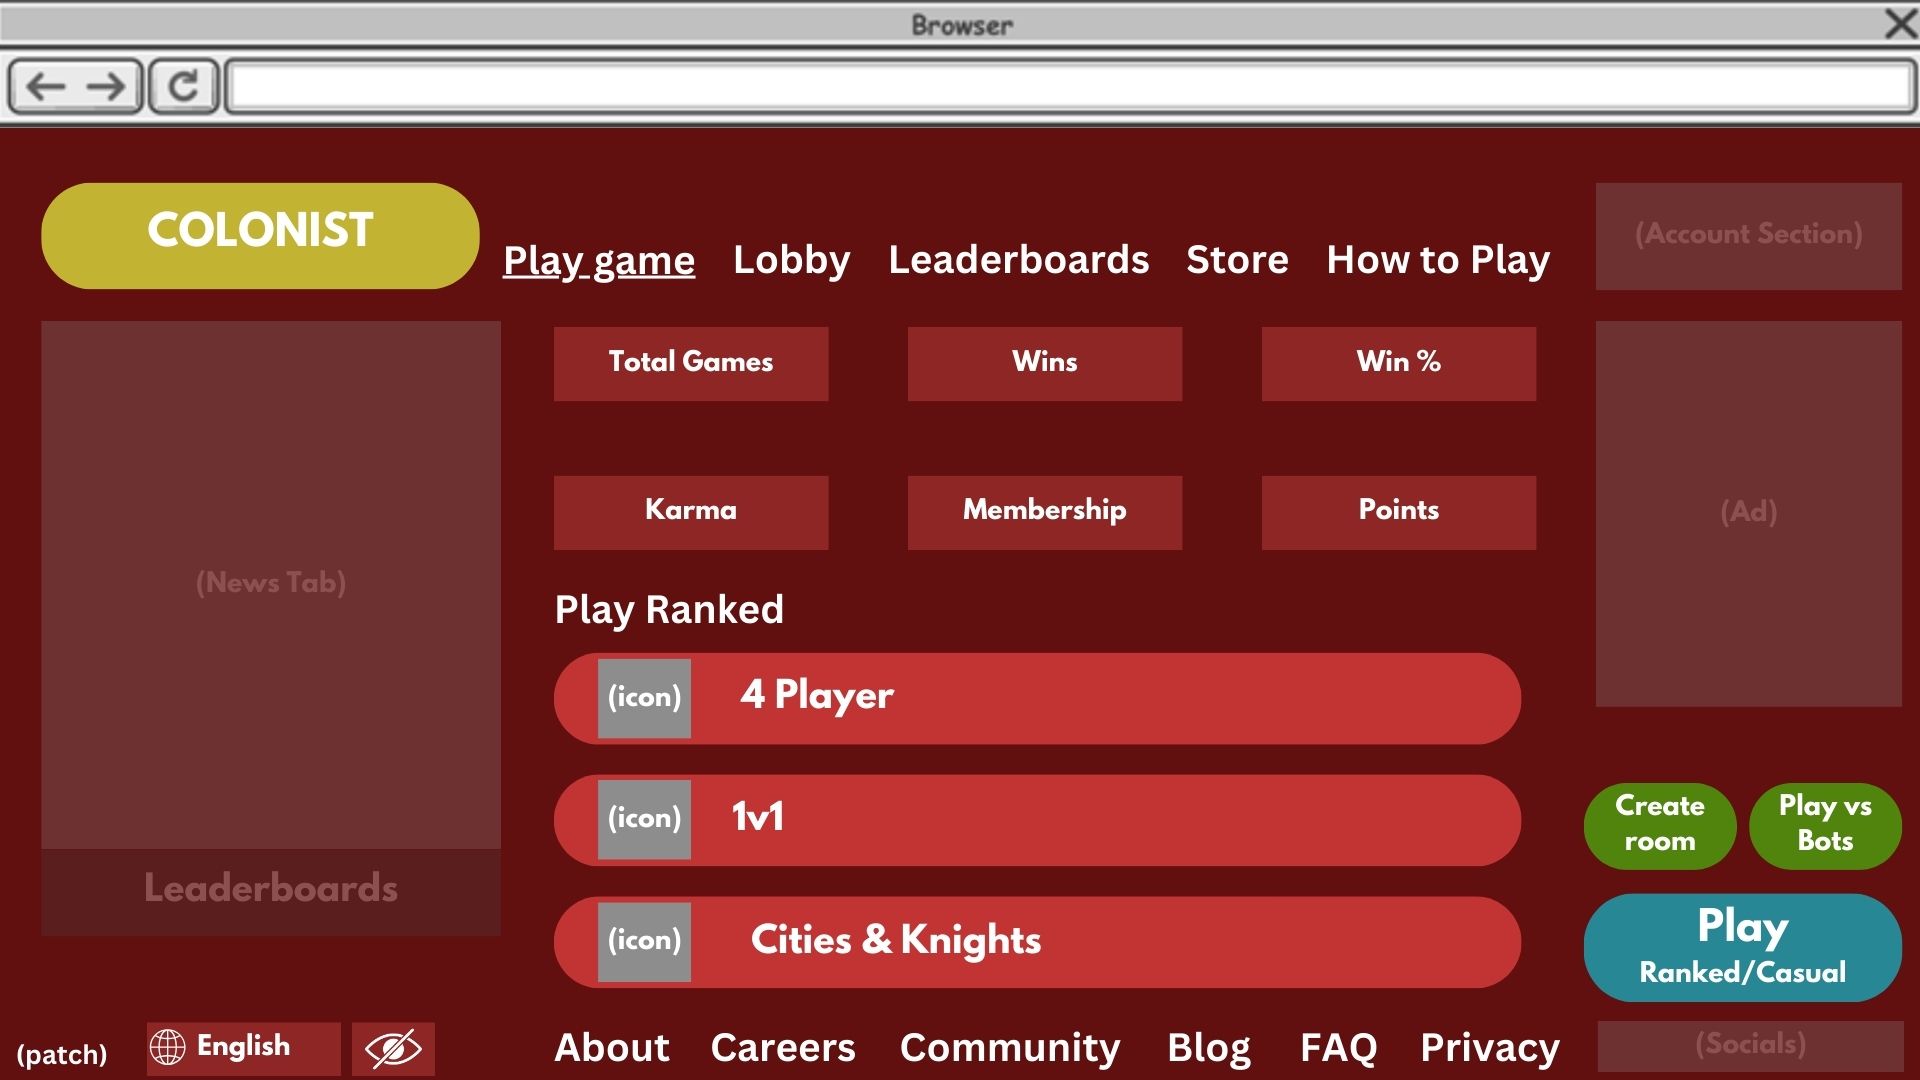 Browser
COLONIST
Play game
Lobby
Leaderboards
Store
How to Play
(Account Section)
Total Games
Wins
Win %
(News Tab)
Karma
Membership
Points
(Ad)
Play Ranked
(icon)
4 Player
(icon)
1v1
(icon)
Cities & Knights
Leaderboards
Create
room
Play vs
Bots
Play
Ranked/Casual
(patch)
English
About
Careers
Community
Blog
FAQ
Privacy
(Socials)